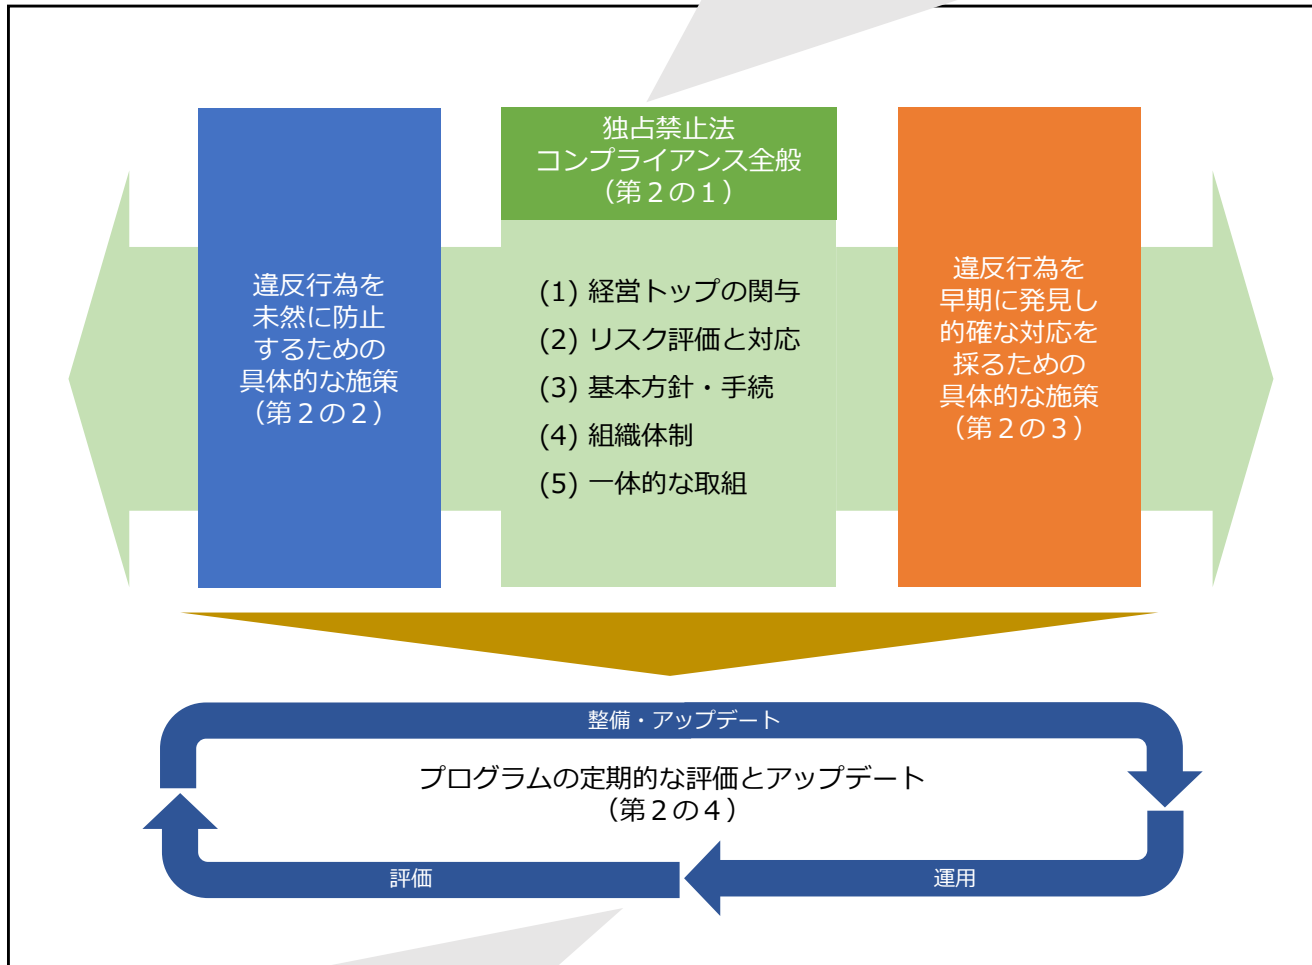 独占禁止法
コンプライアンス全般
（第２の１）
違反行為を
未然に防止
するための
具体的な施策
（第２の２）
(1) 経営トップの関与
(2) リスク評価と対応
(3) 基本方針・手続
(4) 組織体制
(5) 一体的な取組
違反行為を
早期に発見し
的確な対応を
採るための
具体的な施策
（第２の３）
整備・アップデート
プログラムの定期的な評価とアップデート
（第２の４）
評価
運用